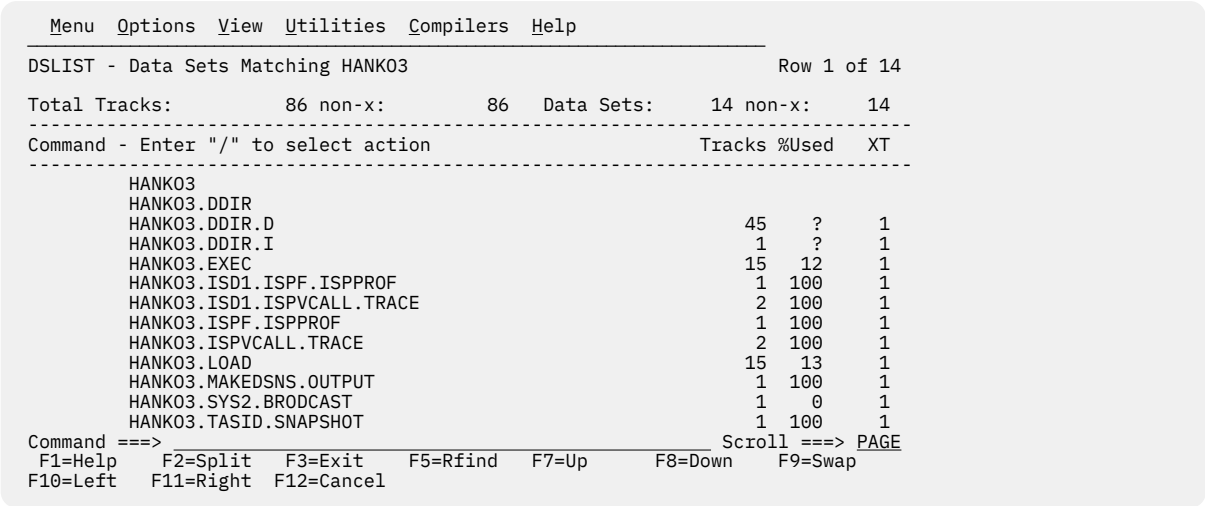 Menu Options View Utilities Compilers Help
DSLIST - Data Sets Matching HANKO3 Row 1 of 14
Total Tracks: 86 non-x: 86 Data Sets: 14 non-x: 14
-------------------------------------------------------------------------------
Command - Enter "/" to select action Tracks %Used XT
-------------------------------------------------------------------------------
HANKO3
HANKO3.DDIR
HANKO3.DDIR.D 45 ? 1
HANKO3.DDIR.I 1 ? 1
HANKO3.EXEC 15 12 1
HANKO3.ISD1.ISPF.ISPPROF 1 100 1
HANKO3.ISD1.ISPVCALL.TRACE 2 100 1
HANKO3.ISPF.ISPPROF 1 100 1
HANKO3.ISPVCALL.TRACE 2 100 1
HANKO3.LOAD 15 13 1
HANKO3.MAKEDSNS.OUTPUT 1 100 1
HANKO3.SYS2.BRODCAST 1 0 1
HANKO3.TASID.SNAPSHOT 1 100 1
Command ===> Scroll ===> PAGE
F1=Help F2=Split F3=Exit F5=Rfind F7=Up F8=Down F9=Swap
F10=Left F11=Right F12=Cancel